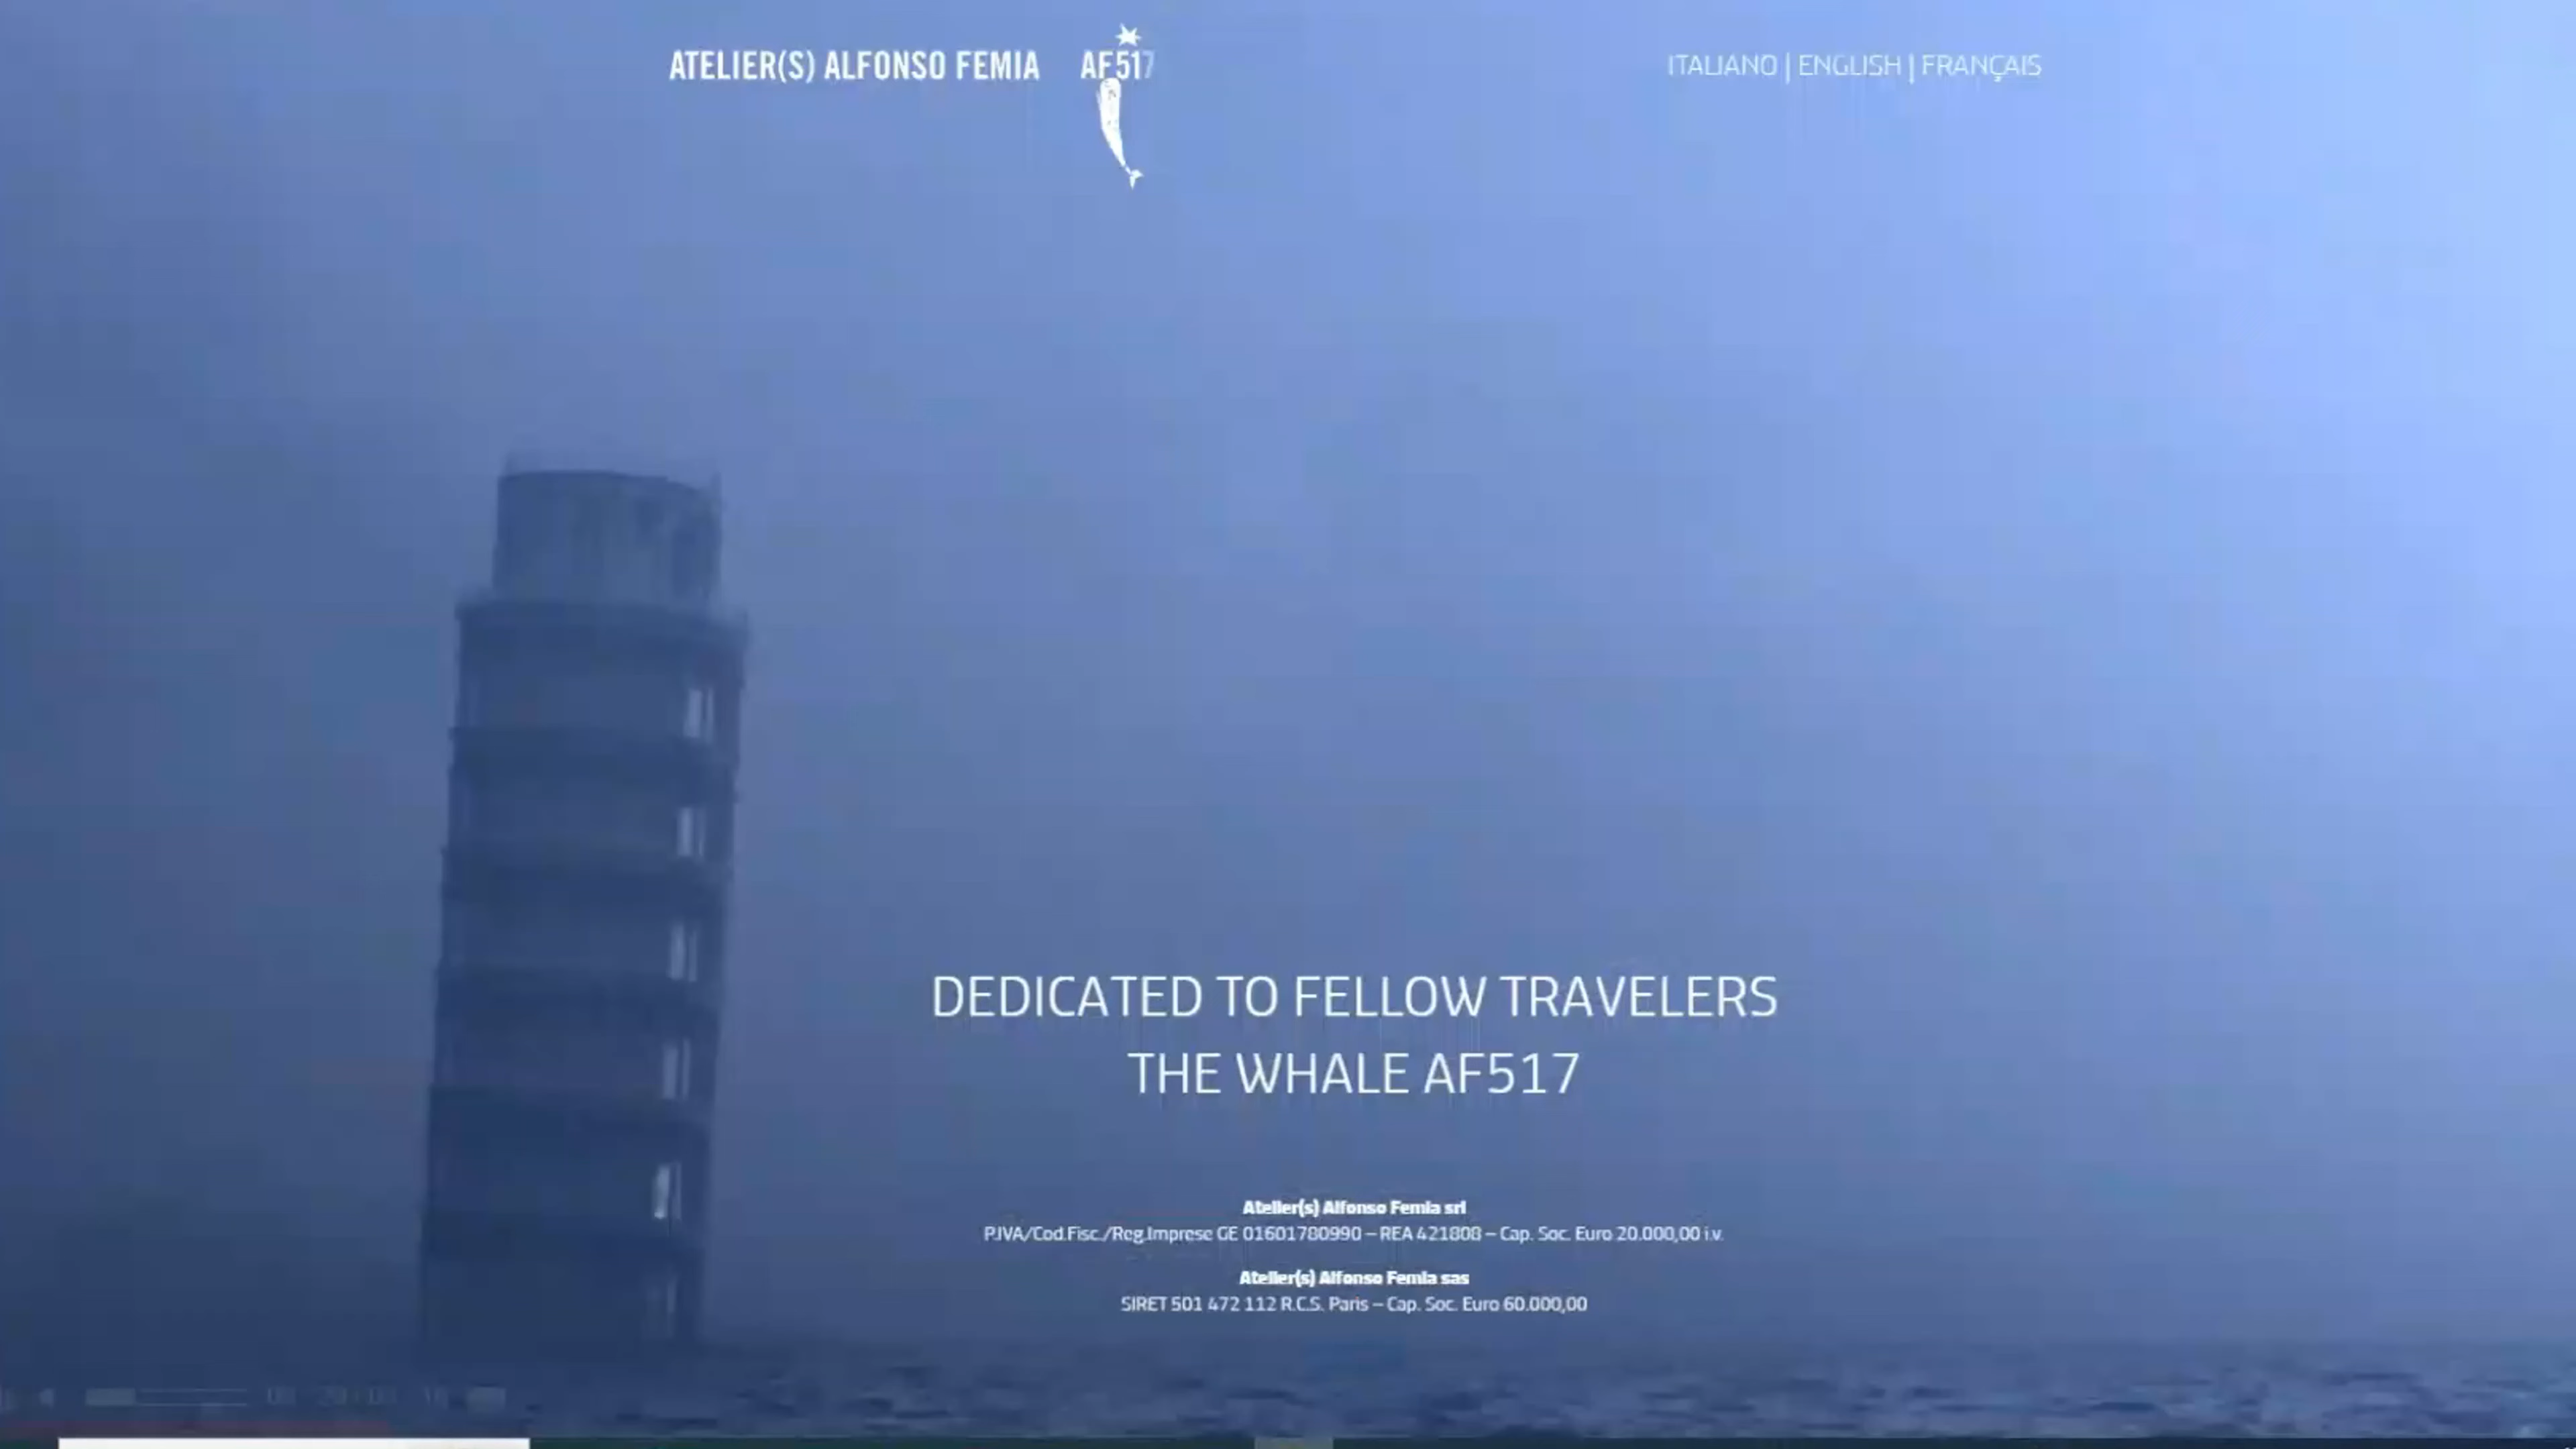 ATELIER(S) ALFONSO FEMIA
AF517
ITALIANO | ENGLISH | FRANÇAIS
DEDICATED TO FELLOW TRAVELERS
THE WHALE AF517
Atelier(s) Alfonso Femia srl
P.IVA/Cod.Fisc./Reg.Imprese GE 01601780990 – REA 421808 – Cap. Soc. Euro 20.000,00 i.v.
Atelier(s) Alfonso Femia sas
SIRET 501 472 112 R.C.S. Paris – Cap. Soc. Euro 60.000,00